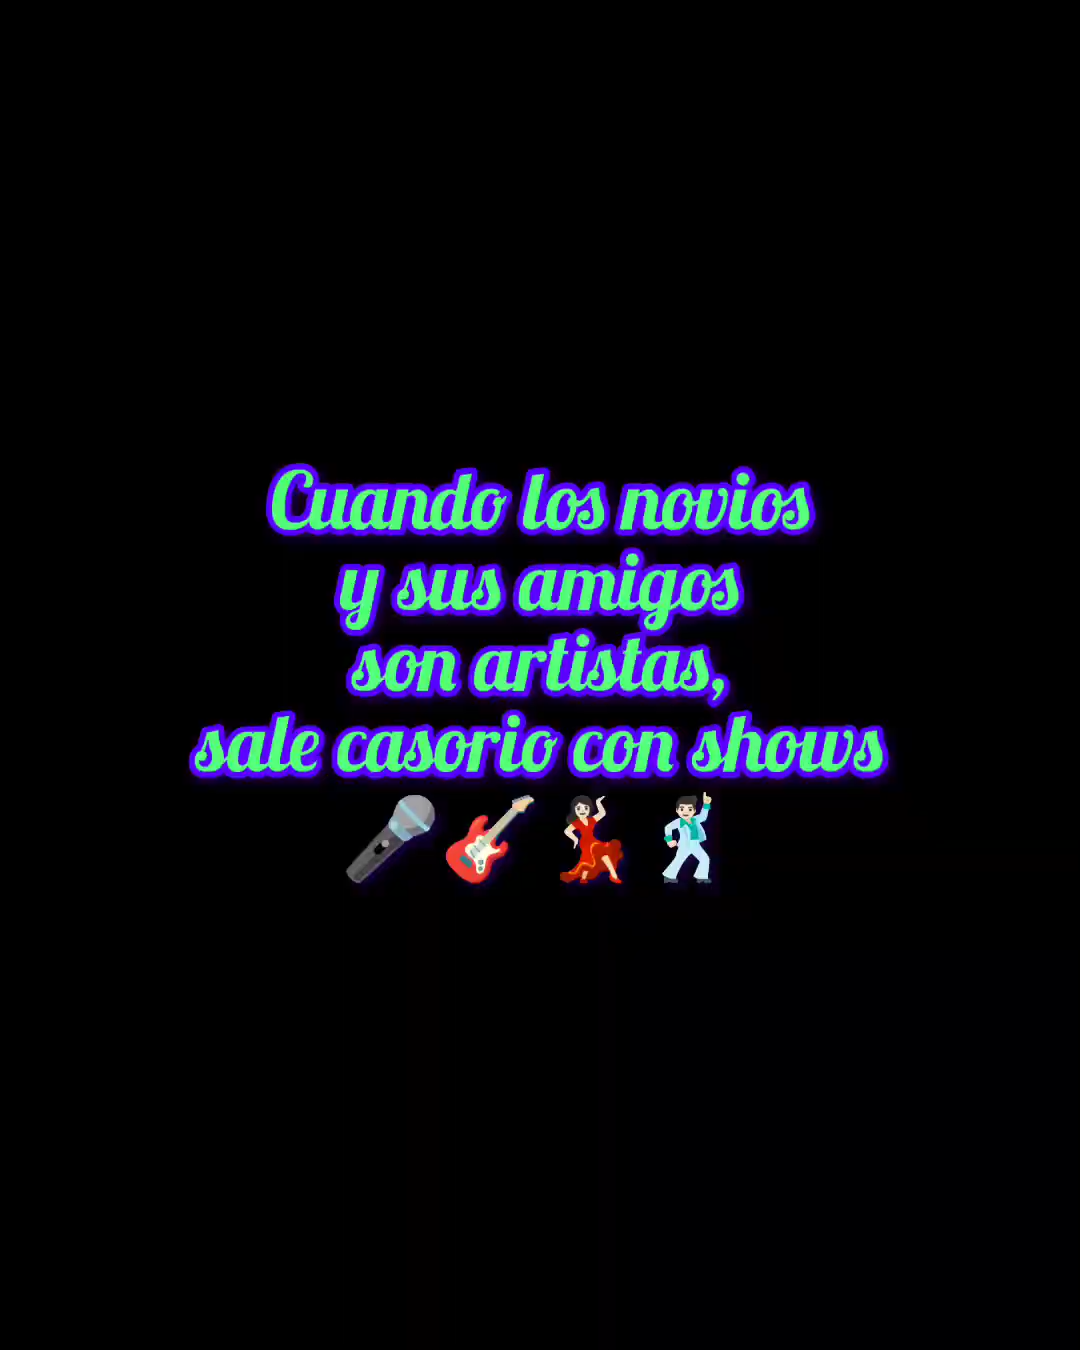 Cuando los novios
y sus amigos
son artistas,
sale casorio con shows
🎤🎸💃🏻🕺🏻